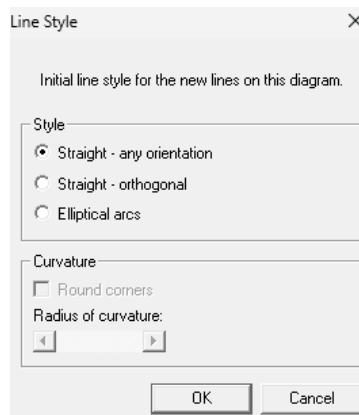 Line Style
Initial line style for the new lines on this diagram.
Style
Straight - any orientation
Straight - orthogonal
Elliptical arcs
Curvature
Round corners
Radius of curvature:
OK
Cancel